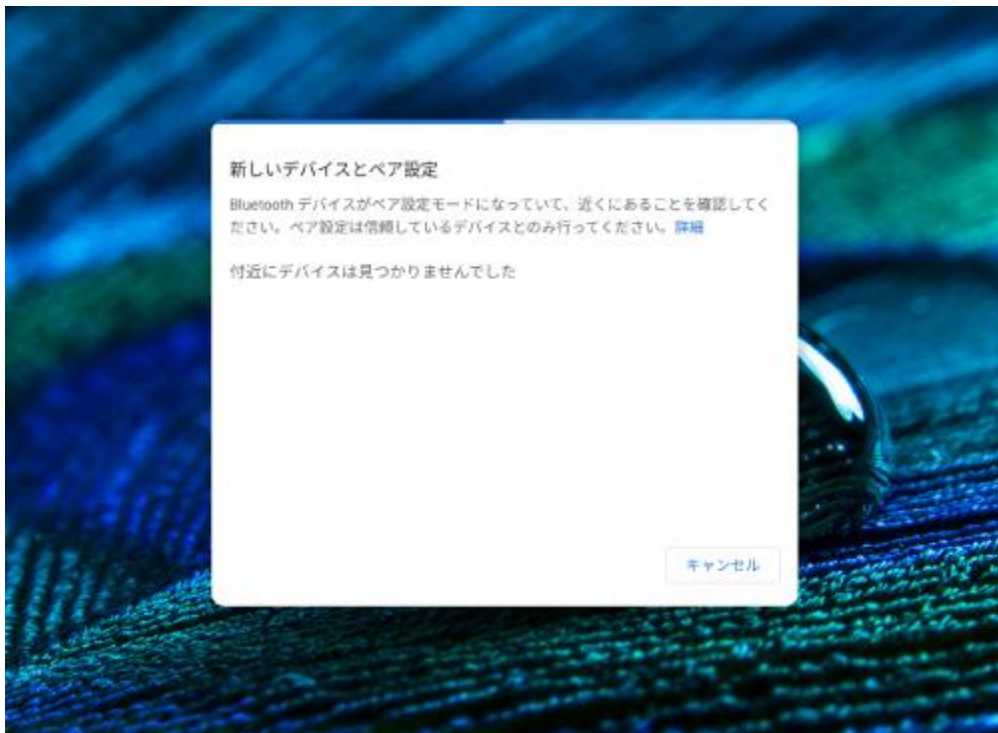 新しいデバイスとペア設定
Bluetooth デバイスがペア設定モードになっていて、近くにあることを確認してく
ださい。ペア設定は信頼しているデバイスとのみ行ってください。詳細
付近にデバイスは見つかりませんでした
キャンセル